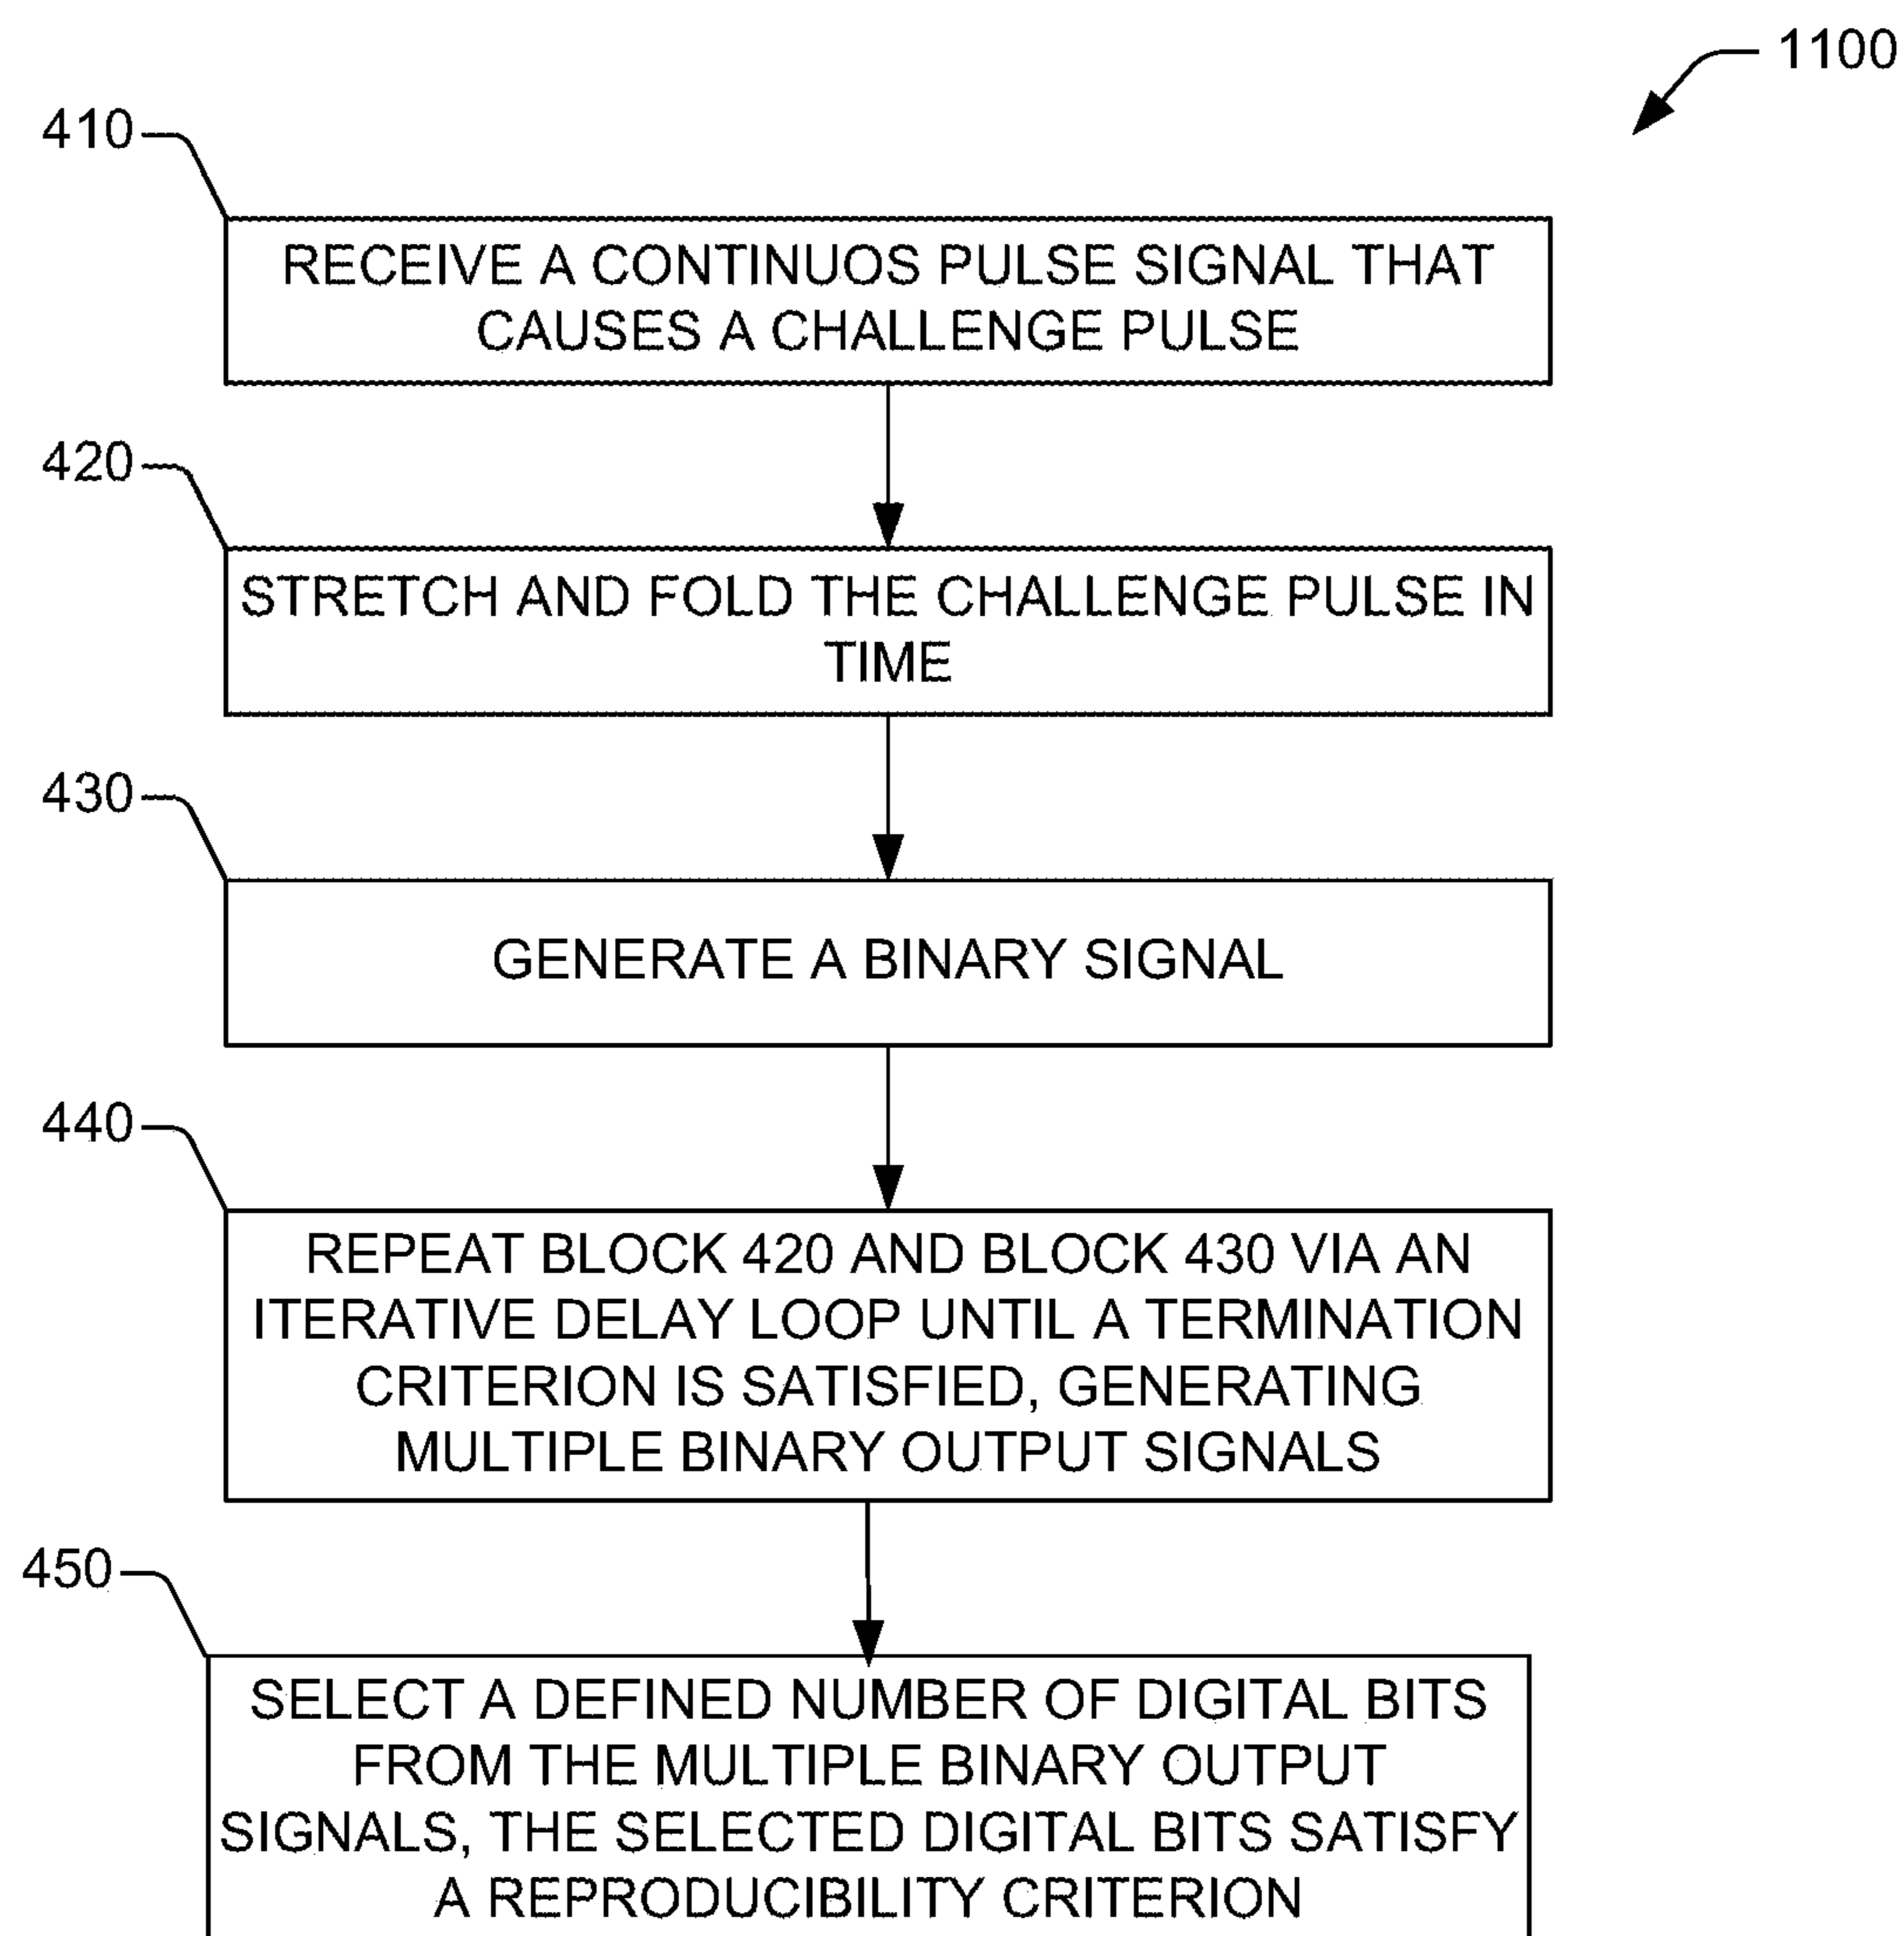 1100
410
RECEIVE A CONTINUOS PULSE SIGNAL THAT
CAUSES A CHALLENGE PULSE
420
STRETCH AND FOLD THE CHALLENGE PULSE IN
TIME
430
GENERATE A BINARY SIGNAL
440
REPEAT BLOCK 420 AND BLOCK 430 VIA AN
ITERATIVE DELAY LOOP UNTIL A TERMINATION
CRITERION IS SATISFIED, GENERATING
MULTIPLE BINARY OUTPUT SIGNALS
450
SELECT A DEFINED NUMBER OF DIGITAL BITS
FROM THE MULTIPLE BINARY OUTPUT
SIGNALS, THE SELECTED DIGITAL BITS SATISFY
A REPRODUCIBILITY CRITERION